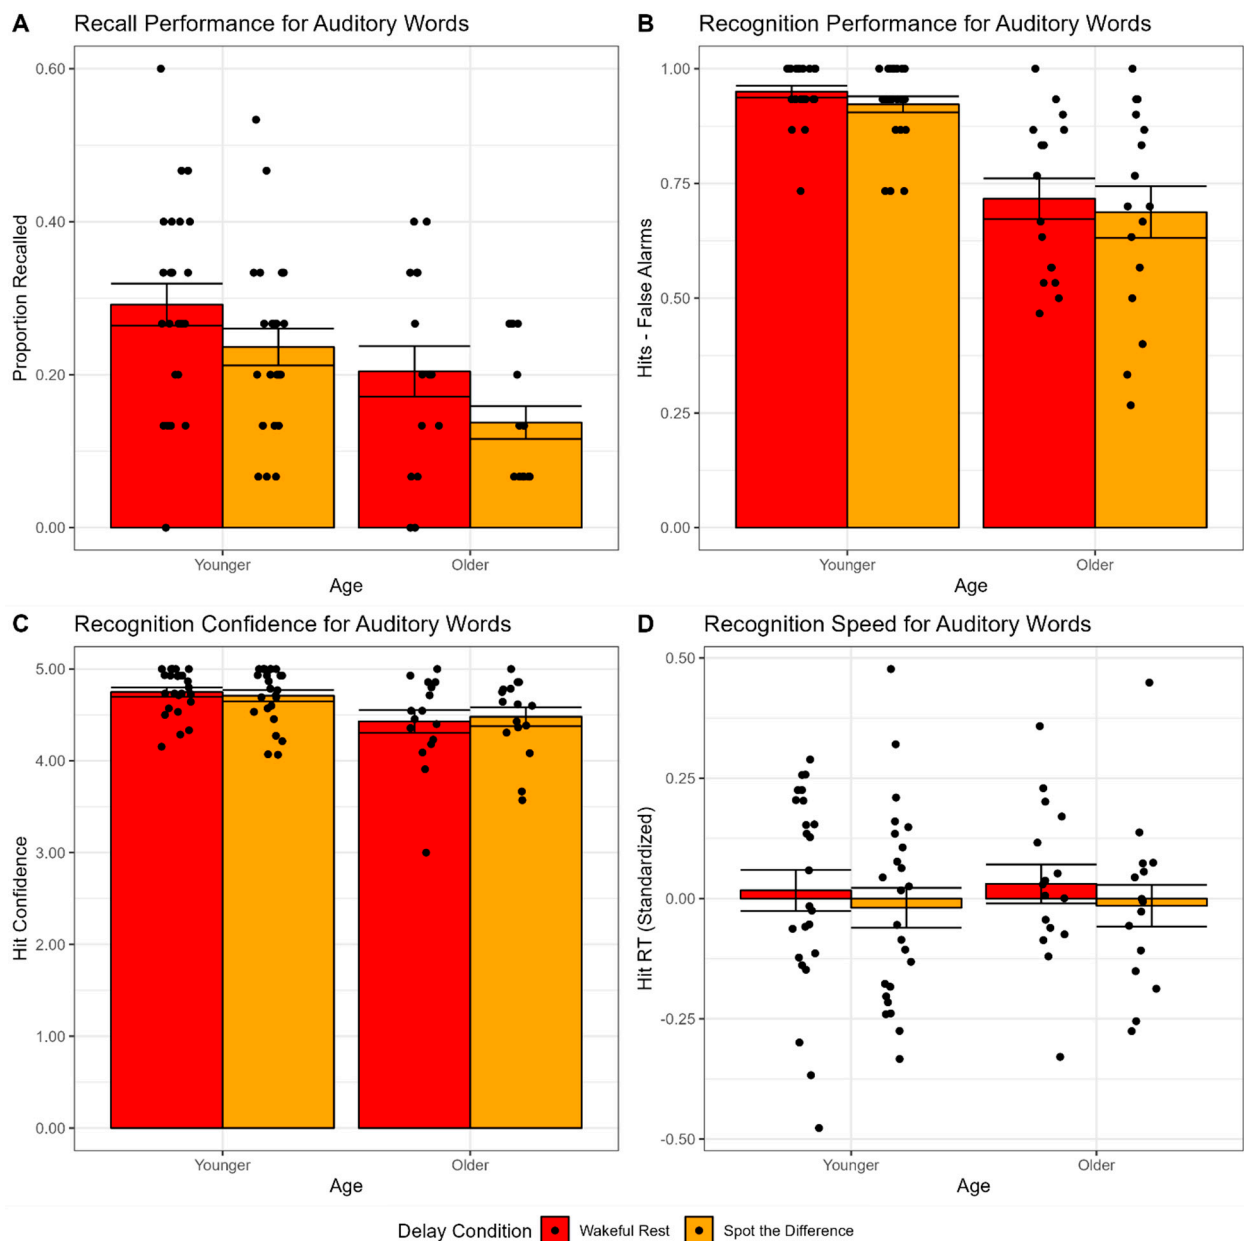 A Recall Performance for Auditory Words
0.60
0.40
0.20
0.00
Proportion Recalled
Younger
Older
Age
B Recognition Performance for Auditory Words
1.00
0.75
0.50
0.25
0.00
Hits - False Alarms
Younger
Older
Age
C Recognition Confidence for Auditory Words
5.00
4.00
3.00
2.00
1.00
0.00
Hit Confidence
Younger
Older
Age
D Recognition Speed for Auditory Words
0.50
0.25
0.00
-0.25
-0.50
Hit RT (Standardized)
Younger
Older
Age
Delay Condition Wakeful Rest Spot the Difference